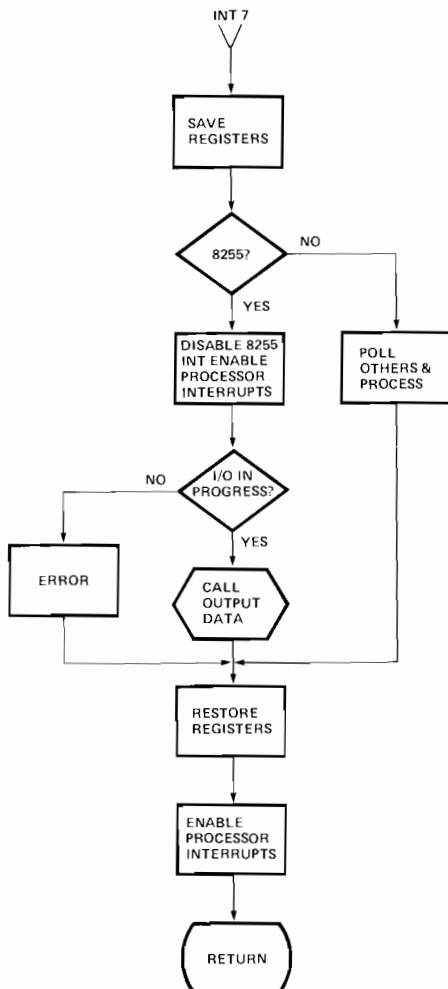 INT 7
SAVE
REGISTERS
8255?
NO
YES
DISABLE 8255
INT ENABLE
PROCESSOR
INTERRUPTS
POLL
OTHERS &
PROCESS
I/O IN
PROGRESS?
NO
YES
ERROR
CALL
OUTPUT
DATA
RESTORE
REGISTERS
ENABLE
PROCESSOR
INTERRUPTS
RETURN